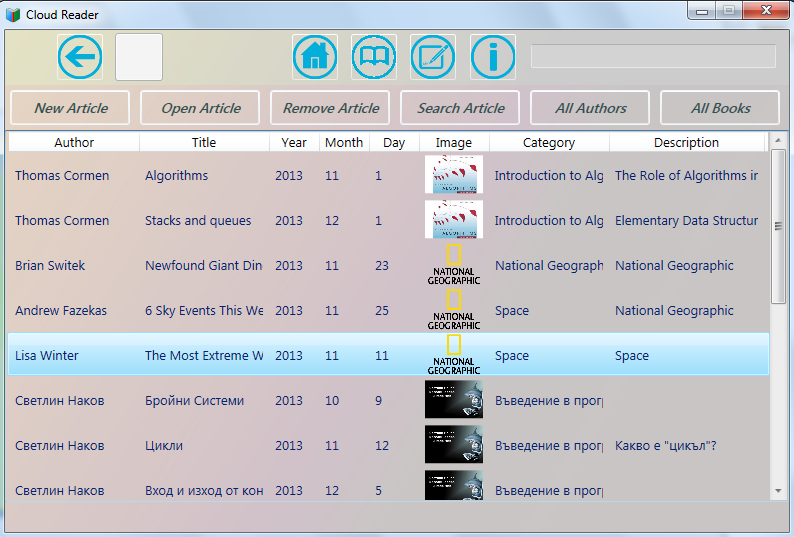 Cloud Reader
New Article Open Article Remove Article Search Article All Authors All Books
Author Title Year Month Day Image Category Description
Thomas Cormen Algorithms 2013 11 1 ALGORITHMS Introduction to Alg The Role of Algorithms in
Thomas Cormen Stacks and queues 2013 12 1 ALGORITHMS Introduction to Alg Elementary Data Structur
Brian Switek Newfound Giant Din 2013 11 23 NATIONAL GEOGRAPHIC National Geograph National Geographic
Andrew Fazekas 6 Sky Events This We 2013 11 25 NATIONAL GEOGRAPHIC Space National Geographic
Lisa Winter The Most Extreme W 2013 11 11 NATIONAL GEOGRAPHIC Space Space
Светлин Наков Бройни Системи 2013 10 9 Въведение в прог
Светлин Наков Цикли 2013 11 12 Въведение в прог Какво е "цикъл"?
Светлин Наков Вход и изход от кон 2013 12 5 Въведение в прог